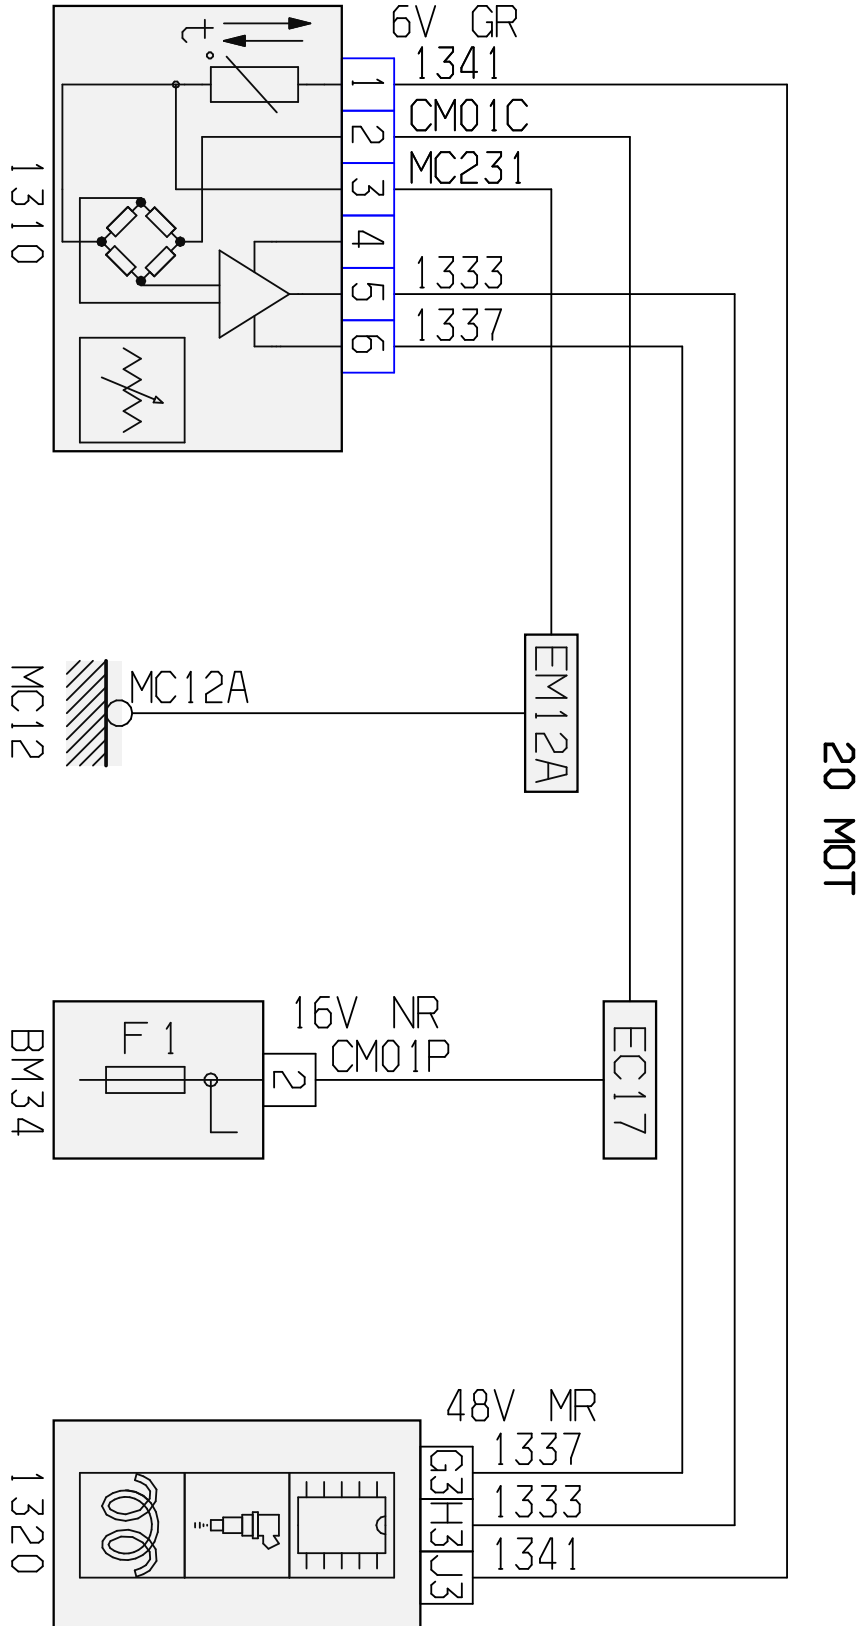 6V GR
1341
t°
1
CM01C
2
MC231
3
4
1333
5
1337
6
1310
EM12A
MC12A
MC12
20 MOT
16V NR
F1
CM01P
2
EC17
BM34
48V MR
1337
G3
1333
H3
1341
J3
1320